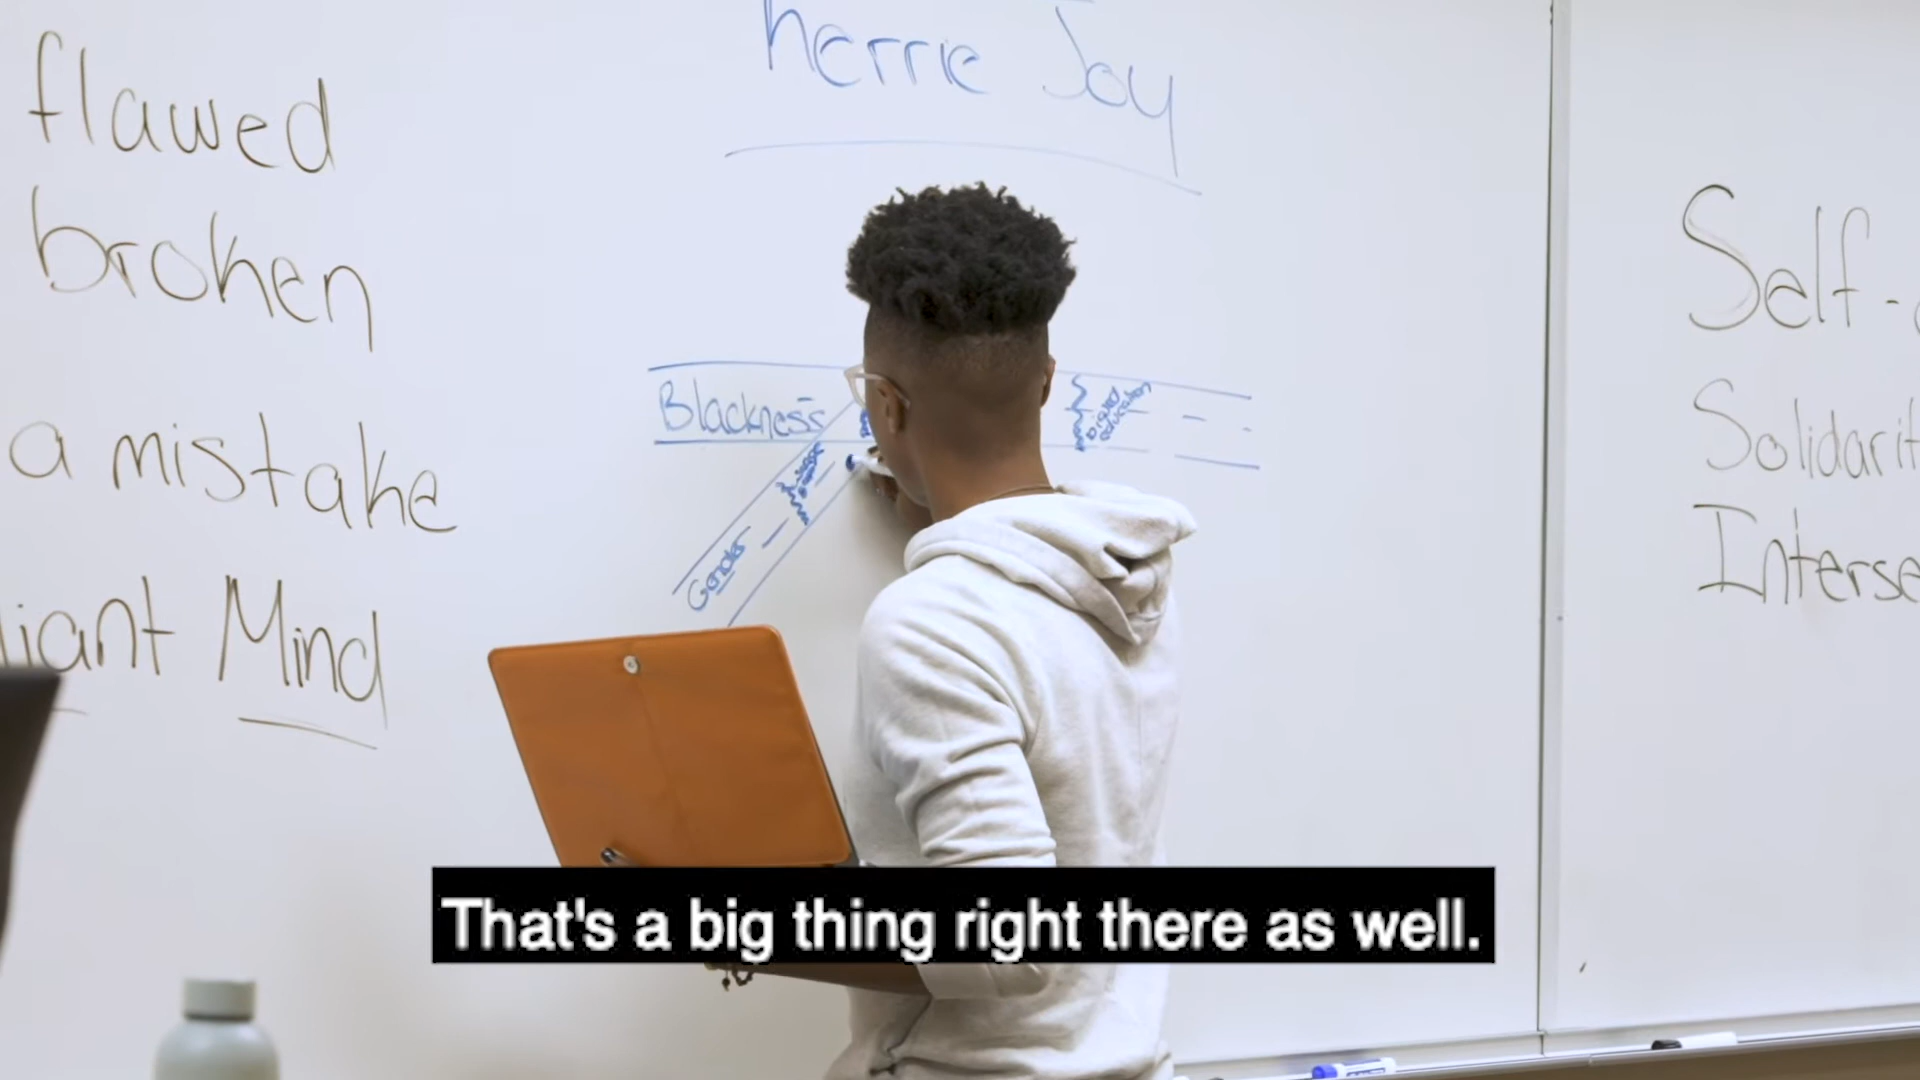 flawed
broken
a mistake
liant Mind
herrie Joy
Blackness
Gender
education
Self-
Solidarit
Interse
That's a big thing right there as well.